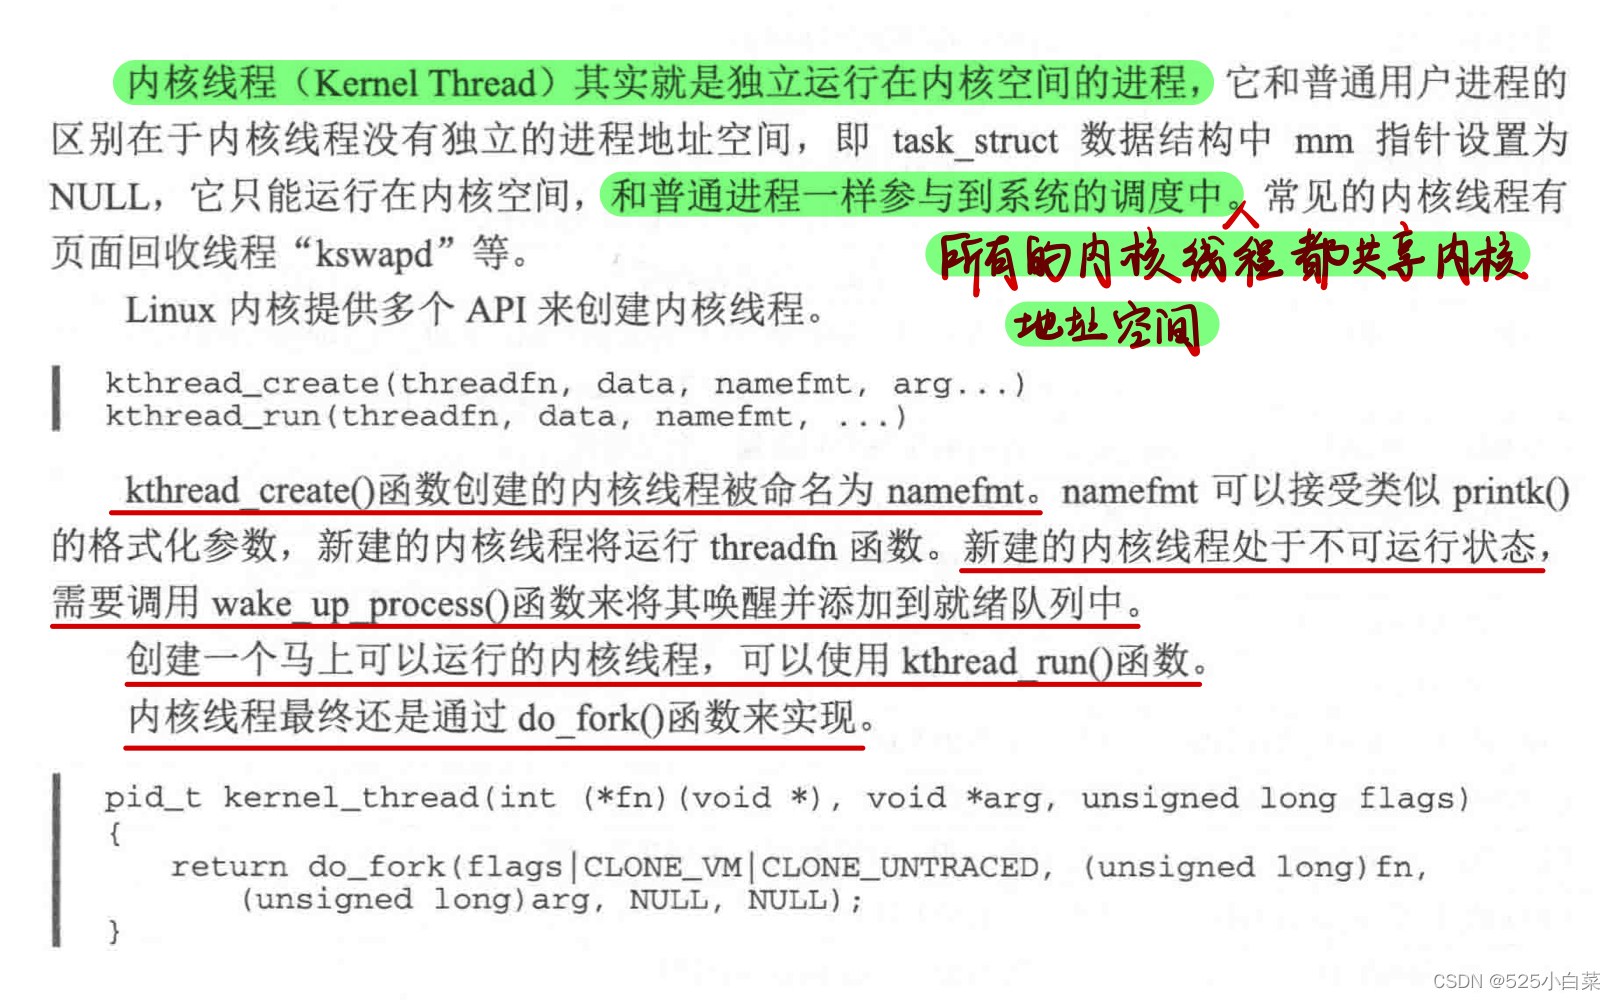 内核线程（Kernel Thread）其实就是独立运行在内核空间的进程，它和普通用户进程的
区别在于内核线程没有独立的进程地址空间，即 task_struct 数据结构中 mm 指针设置为
NULL，它只能运行在内核空间，和普通进程一样参与到系统的调度中。常见的内核线程有
页面回收线程“kswapd”等。
所有的内核线程都共享内核
地址空间
Linux 内核提供多个 API 来创建内核线程。
kthread_create(threadfn, data, namefmt, arg...)
kthread_run(threadfn, data, namefmt, ...)
kthread_create()函数创建的内核线程被命名为 namefmt。namefmt 可以接受类似 printk()
的格式化参数，新建的内核线程将运行 threadfn 函数。新建的内核线程处于不可运行状态，
需要调用 wake_up_process()函数来将其唤醒并添加到就绪队列中。
创建一个马上可以运行的内核线程，可以使用 kthread_run()函数。
内核线程最终还是通过 do_fork()函数来实现。
pid_t kernel_thread(int (*fn)(void *), void *arg, unsigned long flags)
{
return do_fork(flags|CLONE_VM|CLONE_UNTRACED, (unsigned long)fn,
(unsigned long)arg, NULL, NULL);
}
CSDN @525小白菜